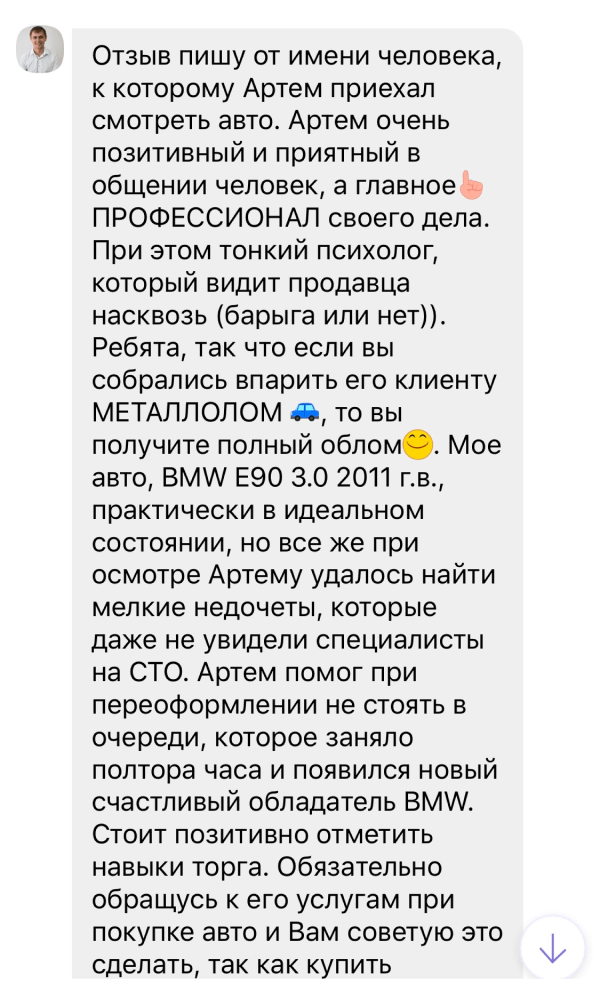 Отзыв пишу от имени человека,
к которому Артем приехал
смотреть авто. Артем очень
позитивный и приятный в
общении человек, а главное☝
ПРОФЕССИОНАЛ своего дела.
При этом тонкий психолог,
который видит продавца
насквозь (барыга или нет)).
Ребята, так что если вы
собрались впарить его клиенту
МЕТАЛЛОЛОМ 🚙, то вы
получите полный облом😊. Мое
авто, BMW E90 3.0 2011 г.в.,
практически в идеальном
состоянии, но все же при
осмотре Артему удалось найти
мелкие недочеты, которые
даже не увидели специалисты
на СТО. Артем помог при
переоформлении не стоять в
очереди, которое заняло
полтора часа и появился новый
счастливый обладатель BMW.
Стоит позитивно отметить
навыки торга. Обязательно
обращусь к его услугам при
покупке авто и Вам советую это
сделать, так как купить